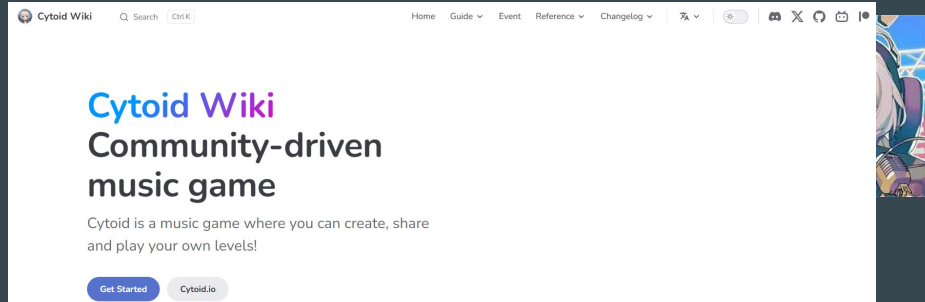 Cytoid Wiki Search Ctrl K Home Guide Event Reference Changelog
Cytoid Wiki
Community-driven
music game
Cytoid is a music game where you can create, share
and play your own levels!
Get Started Cytoid.io